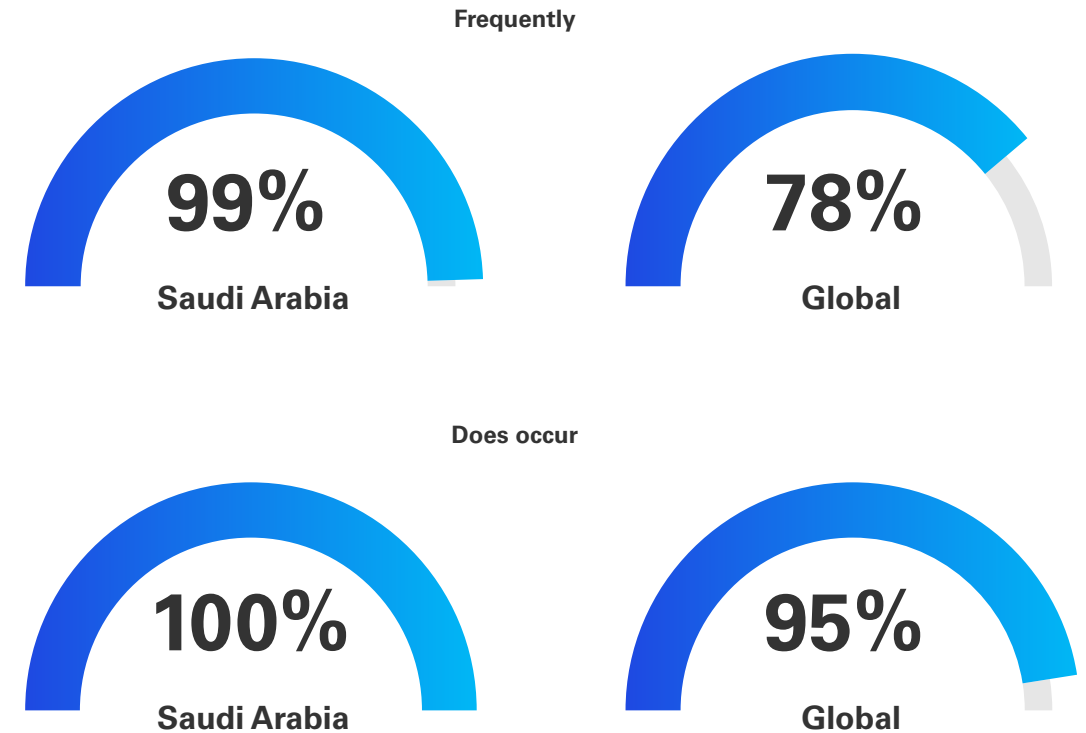 Frequently
99%
Saudi Arabia
78%
Global
Does occur
100%
Saudi Arabia
95%
Global